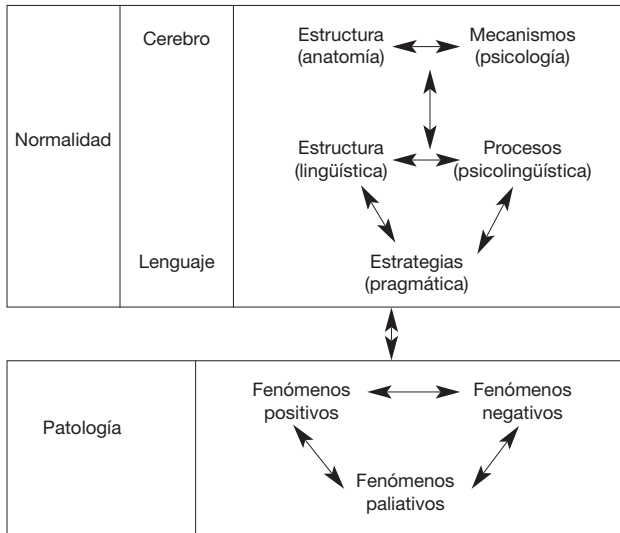 Cerebro
Estructura
(anatomía)
Mecanismos
(psicología)
Normalidad
Estructura
(lingüística)
Procesos
(psicolingüística)
Lenguaje
Estrategias
(pragmática)
Fenómenos
positivos
Fenómenos
negativos
Patología
Fenómenos
paliativos